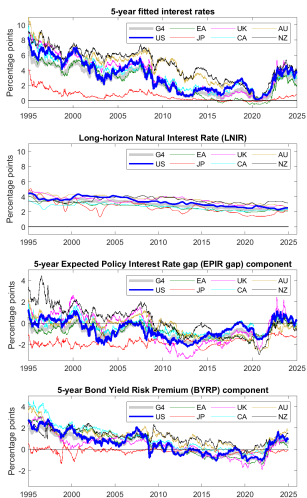 5-year fitted interest rates
10
8
6
4
2
0
Percentage points
G4 EA UK AU
US JP CA NZ
1995 2000 2005 2010 2015 2020 2025
Long-horizon Natural Interest Rate (LNIR)
10
8
6
4
2
0
Percentage points
G4 EA UK AU
US JP CA NZ
1995 2000 2005 2010 2015 2020 2025
5-year Expected Policy Interest Rate gap (EPIR gap) component
4
2
0
-2
Percentage points
G4 EA UK AU
US JP CA NZ
1995 2000 2005 2010 2015 2020 2025
5-year Bond Yield Risk Premium (BYRP) component
4
2
0
-2
Percentage points
G4 EA UK AU
US JP CA NZ
1995 2000 2005 2010 2015 2020 2025